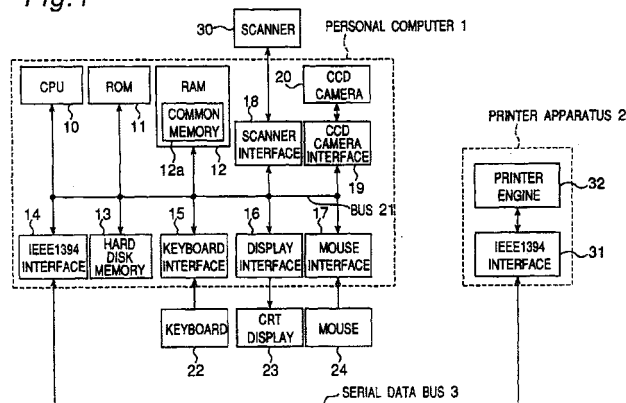 Fig. 1
30
SCANNER
PERSONAL COMPUTER 1
CPU
10
ROM
11
RAM
COMMON
MEMORY
12a
12
20
CCD
CAMERA
18
SCANNER
INTERFACE
CCD
CAMERA
INTERFACE
19
PRINTER APPARATUS 2
PRINTER
ENGINE
32
IEEE1394
INTERFACE
31
BUS 21
14
IEEE1394
INTERFACE
13
HARD
DISK
MEMORY
15
KEYBOARD
INTERFACE
16
DISPLAY
INTERFACE
17
MOUSE
INTERFACE
KEYBOARD
22
CRT
DISPLAY
23
MOUSE
24
SERIAL DATA BUS 3